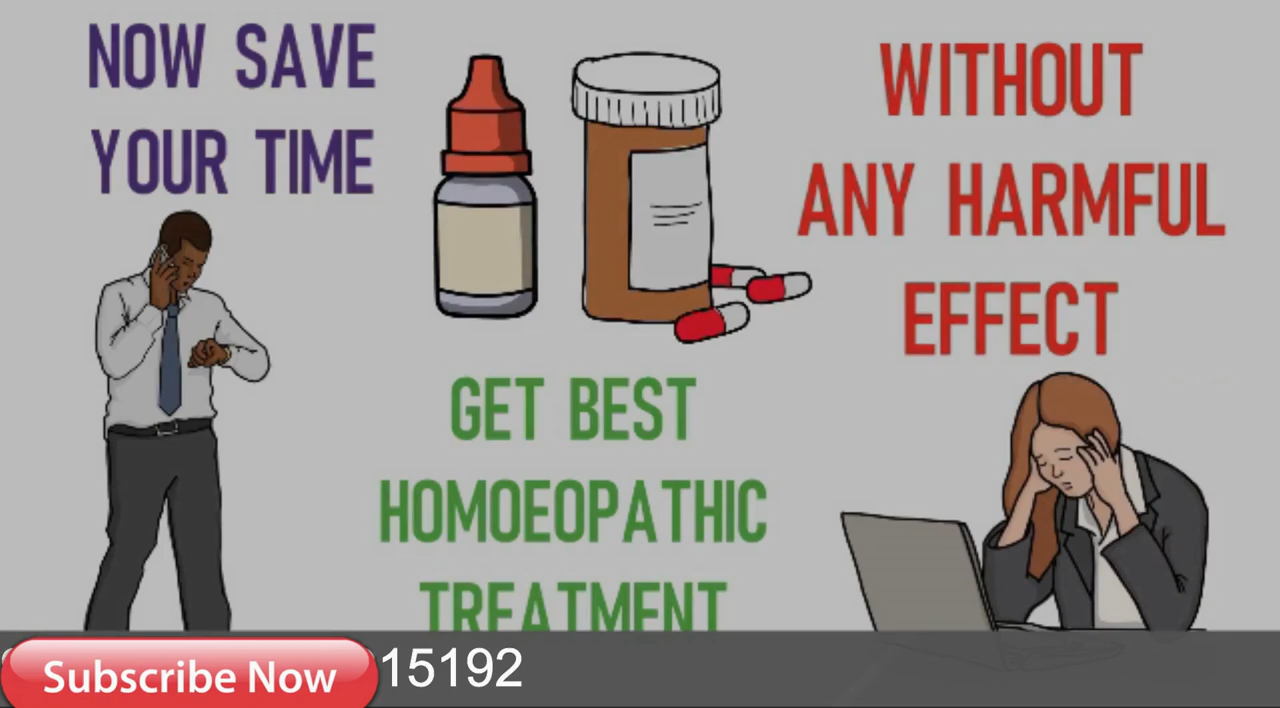 NOW SAVE
YOUR TIME
WITHOUT
ANY HARMFUL
EFFECT
GET BEST
HOMOEOPATHIC
TREATMENT
Subscribe Now
15192